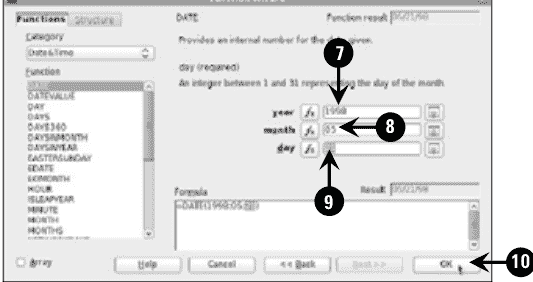 Functions Structure
DATE
Function result
Category
Provides an internal number for the date given.
Date&Time
day (required)
Function
An integer between 1 and 31 representing the day of the month.
DATEVALUE
DAY
DAYS
DAYS360
DAYSINMONTH
DAYSINYEAR
EASTERSUNDAY
EDATE
EOMONTH
HOUR
ISLEAPYEAR
MINUTE
MONTH
MONTHS
7
year fx 1998
month fx 05
8
day fx
9
Formula
Result 05/21/98
Array
Help
Cancel
<< Back
Next >>
OK
10